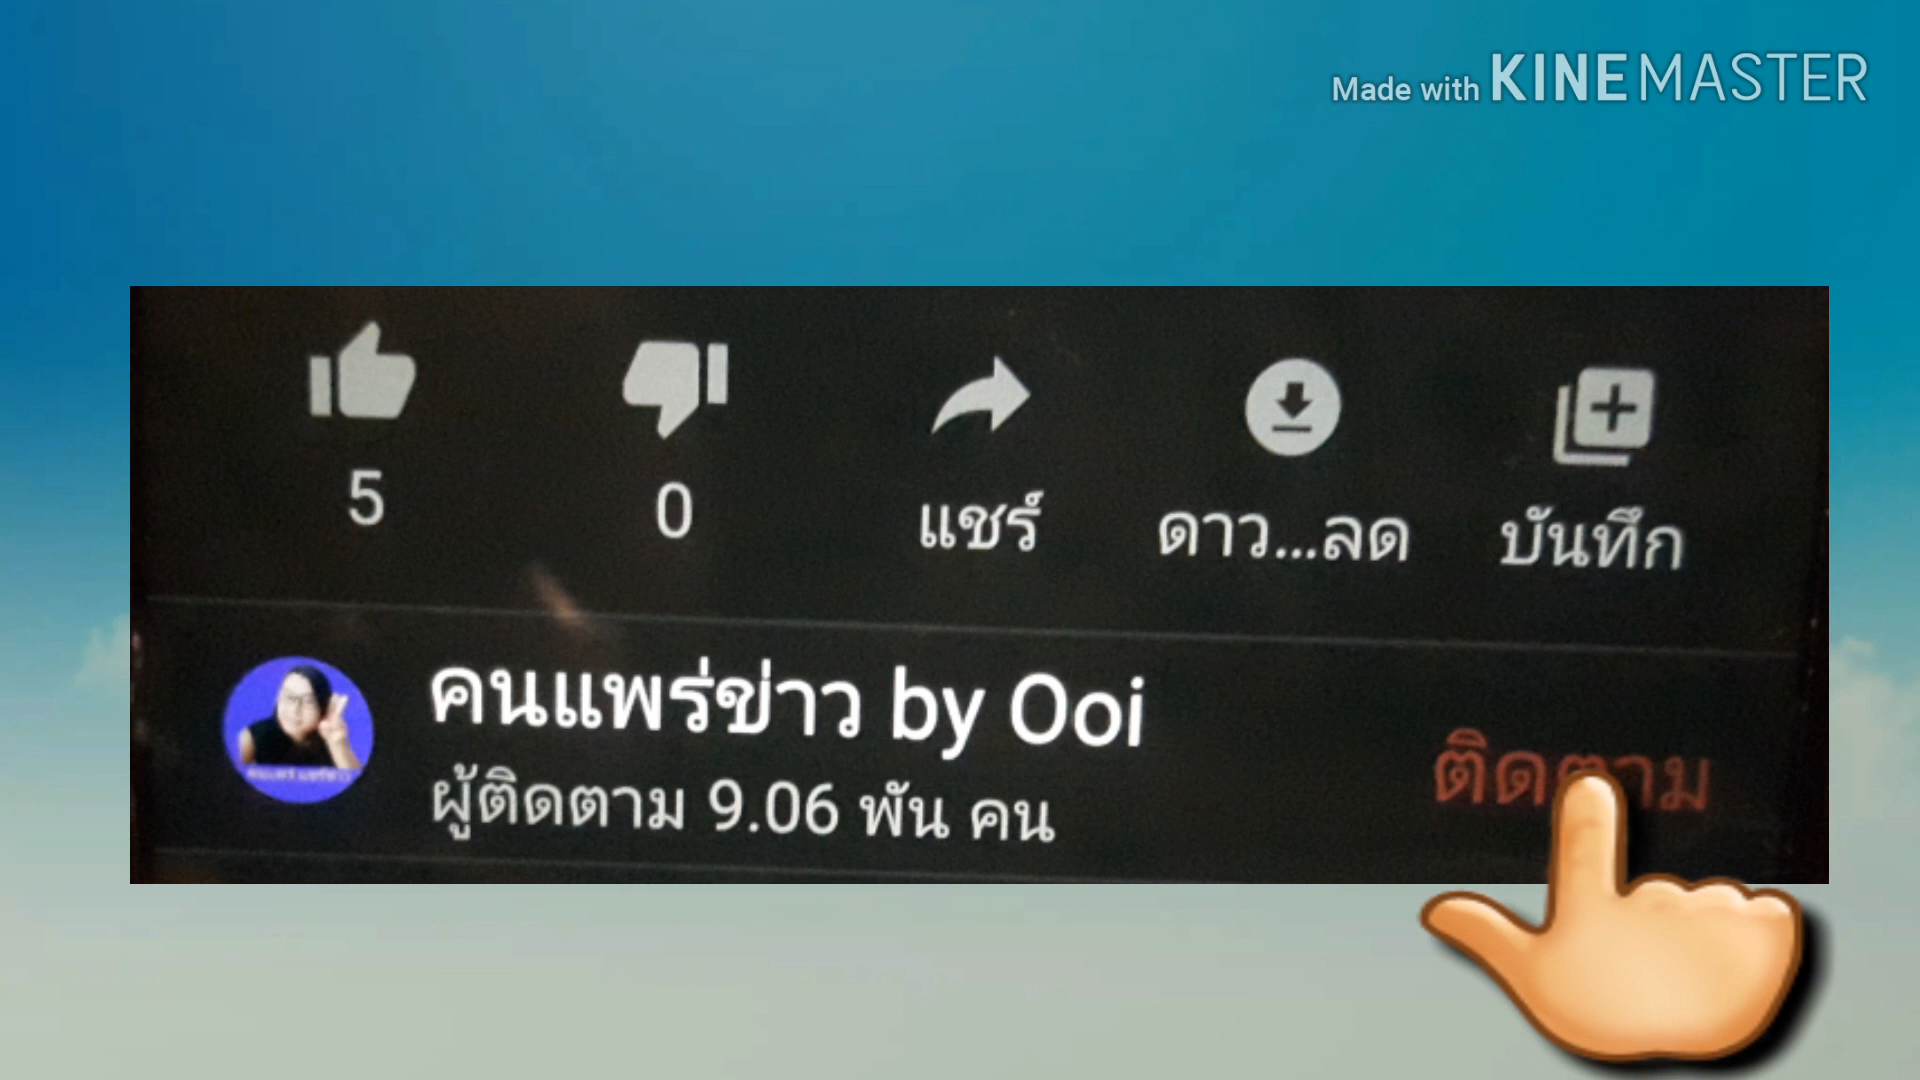 Made with KINEMASTER
5 0 แชร์ ดาว...ลด บันทึก
คนแพร่ข่าว by Ooi
ผู้ติดตาม 9.06 พัน คน
ติดตาม